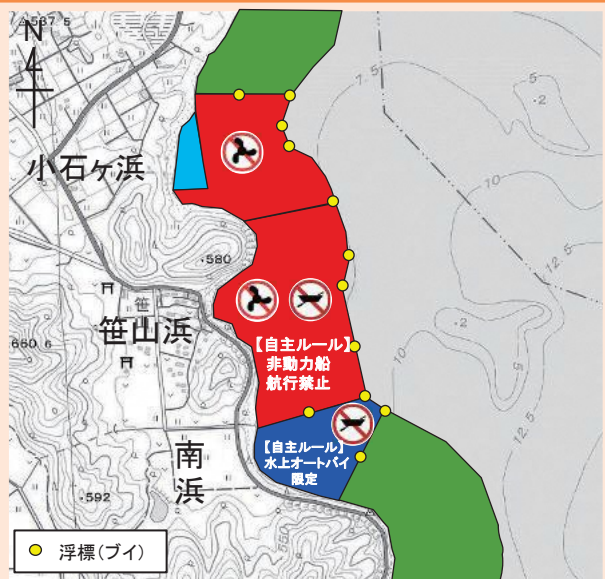 537.5
N
7.5
5
2
小石ヶ浜
10
12.5
580
笹
笹山浜
2
660.6
【自主ルール】
非動力船
航行禁止
10
5
12.5
【自主ルール】
水上オートバイ
限定
南
浜
592
550
浮標(ブイ)